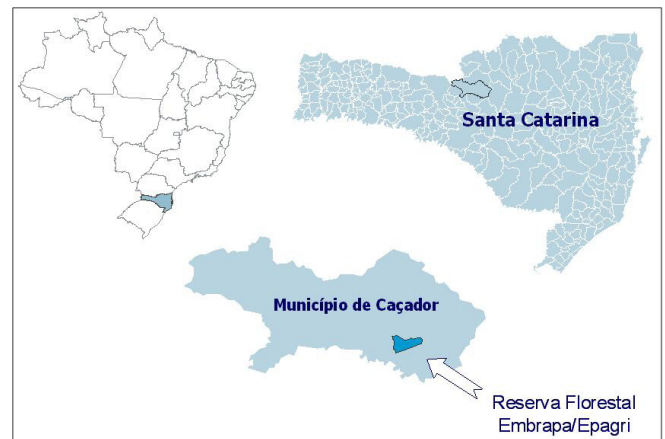 Santa Catarina
Município de Caçador
Reserva Florestal
Embrapa/Epagri